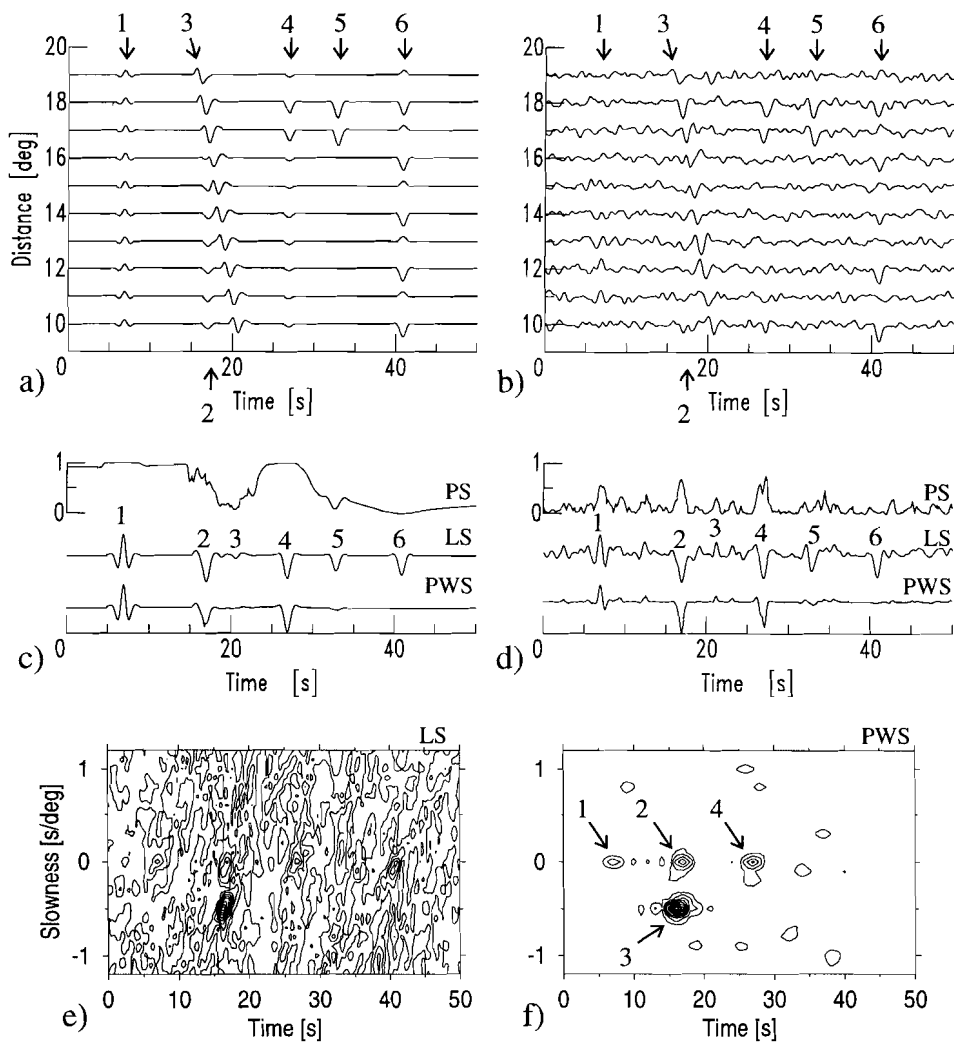 1 3 4 5 6
1 3 4 5 6
20
18
16
14
12
10
Distance [deg]
0 20 40
Time [s]
2
a)
20
18
16
14
12
10
0 20 40
Time [s]
2
b)
1
0
PS
LS
1 2 3 4 5 6
PWS
0 20 40
Time [s]
c)
1
0
PS
LS
1 2 3 4 5 6
PWS
0 20 40
Time [s]
d)
LS
1
0
-1
Slowness [s/deg]
0 10 20 30 40 50
Time [s]
e)
PWS
1
0
-1
1 2 4
3
0 10 20 30 40 50
Time [s]
f)